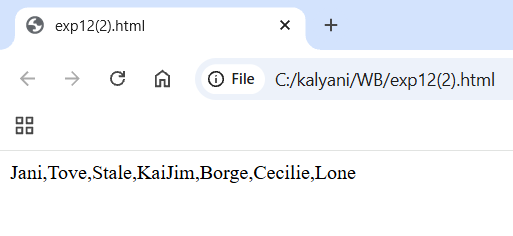 exp12(2).html
File C:/kalyani/WB/exp12(2).html
Jani,Tove,Stale,KaiJim,Borge,Cecilie,Lone